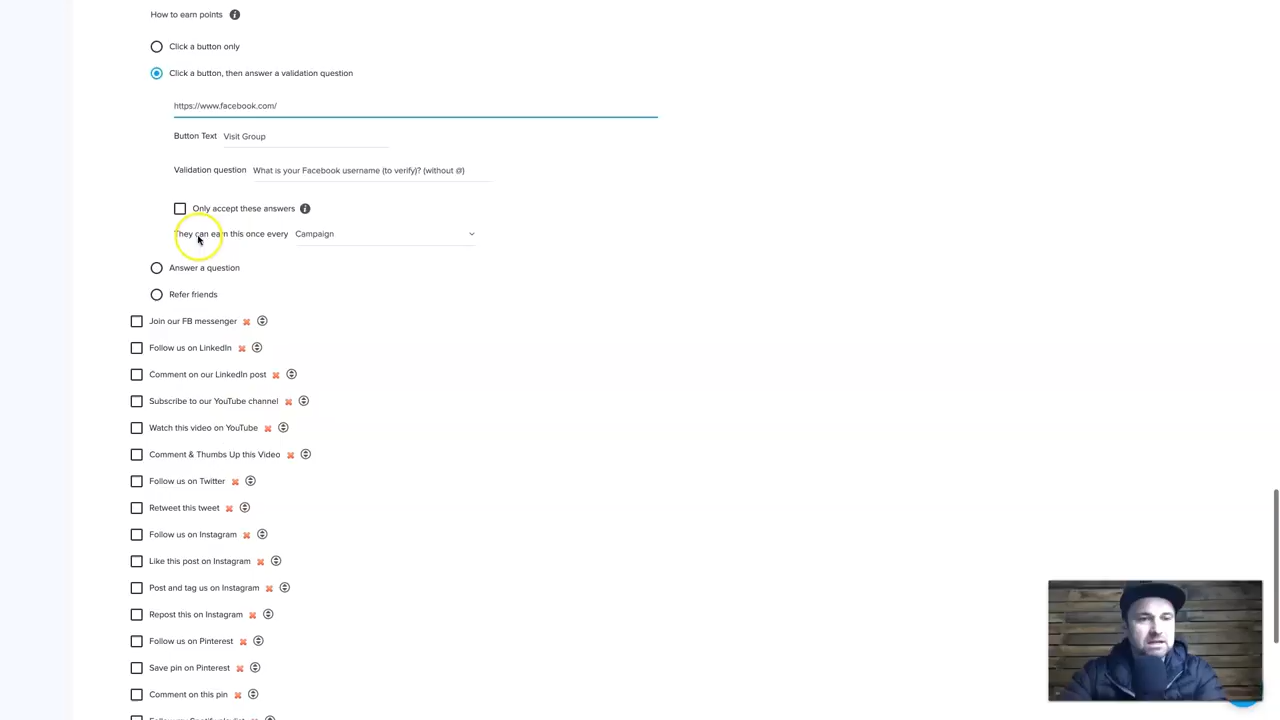 How to earn points
Click a button only
Click a button, then answer a validation question
https://www.facebook.com/
Button Text Visit Group
Validation question What is your Facebook username (to verify)? (without @)
Only accept these answers
They can earn this once every Campaign
Answer a question
Refer friends
Join our FB messenger
Follow us on LinkedIn
Comment on our LinkedIn post
Subscribe to our YouTube channel
Watch this video on YouTube
Comment & Thumbs Up this Video
Follow us on Twitter
Retweet this tweet
Follow us on Instagram
Like this post on Instagram
Post and tag us on Instagram
Repost this on Instagram
Follow us on Pinterest
Save pin on Pinterest
Comment on this pin